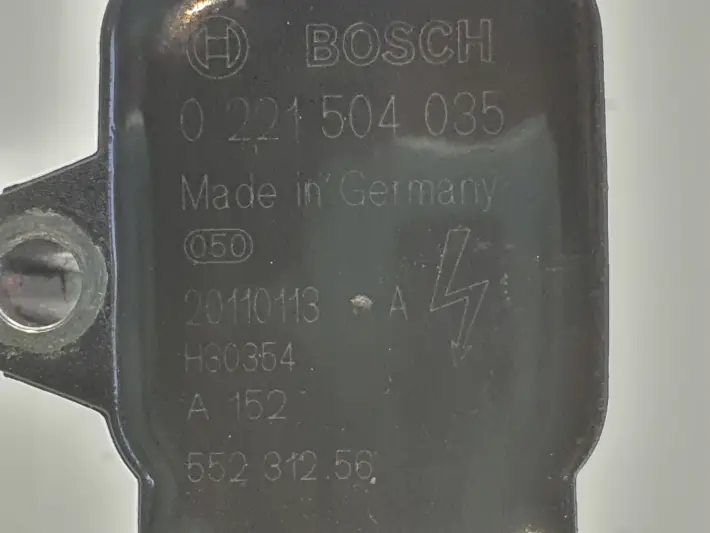 BOSCH
0 221 504 035
Made in Germany
050
20110113 A
H30354
A 152
552 312 56